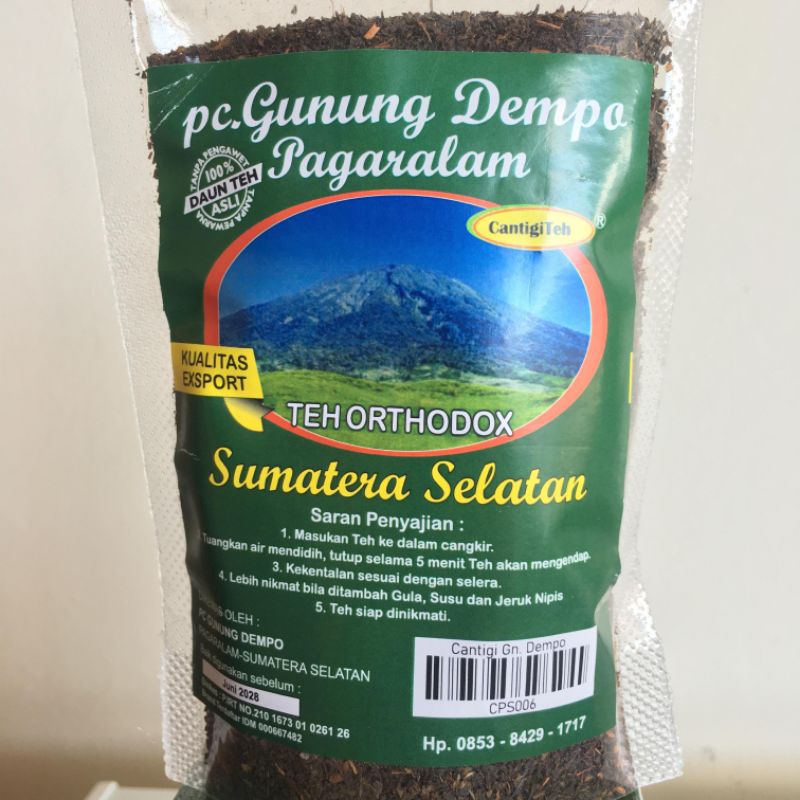 pc.Gunung Dempo
Pagaralam
TANPA PENGAWET
100%
DAUN TEH
ASLI
TANPA PEWARNA
CantigiTeh ®
KUALITAS
EXSPORT
TEH ORTHODOX
Sumatera Selatan
Saran Penyajian :
1. Masukan Teh ke dalam cangkir.
Tuangkan air mendidih, tutup selama 5 menit Teh akan mengendap.
3. Kekentalan sesuai dengan selera.
4. Lebih nikmat bila ditambah Gula, Susu dan Jeruk Nipis
5. Teh siap dinikmati.
OLEH :
PC GUNUNG DEMPO
PAGARALAM-SUMATERA SELATAN
Baik digunakan sebelum :
Juni 2028
P.IRT NO.210 1673 01 0261 26
Terdaftar IDM 000667482
Cantigi Gn. Dempo
CPS006
Hp. 0853 - 8429 - 1717